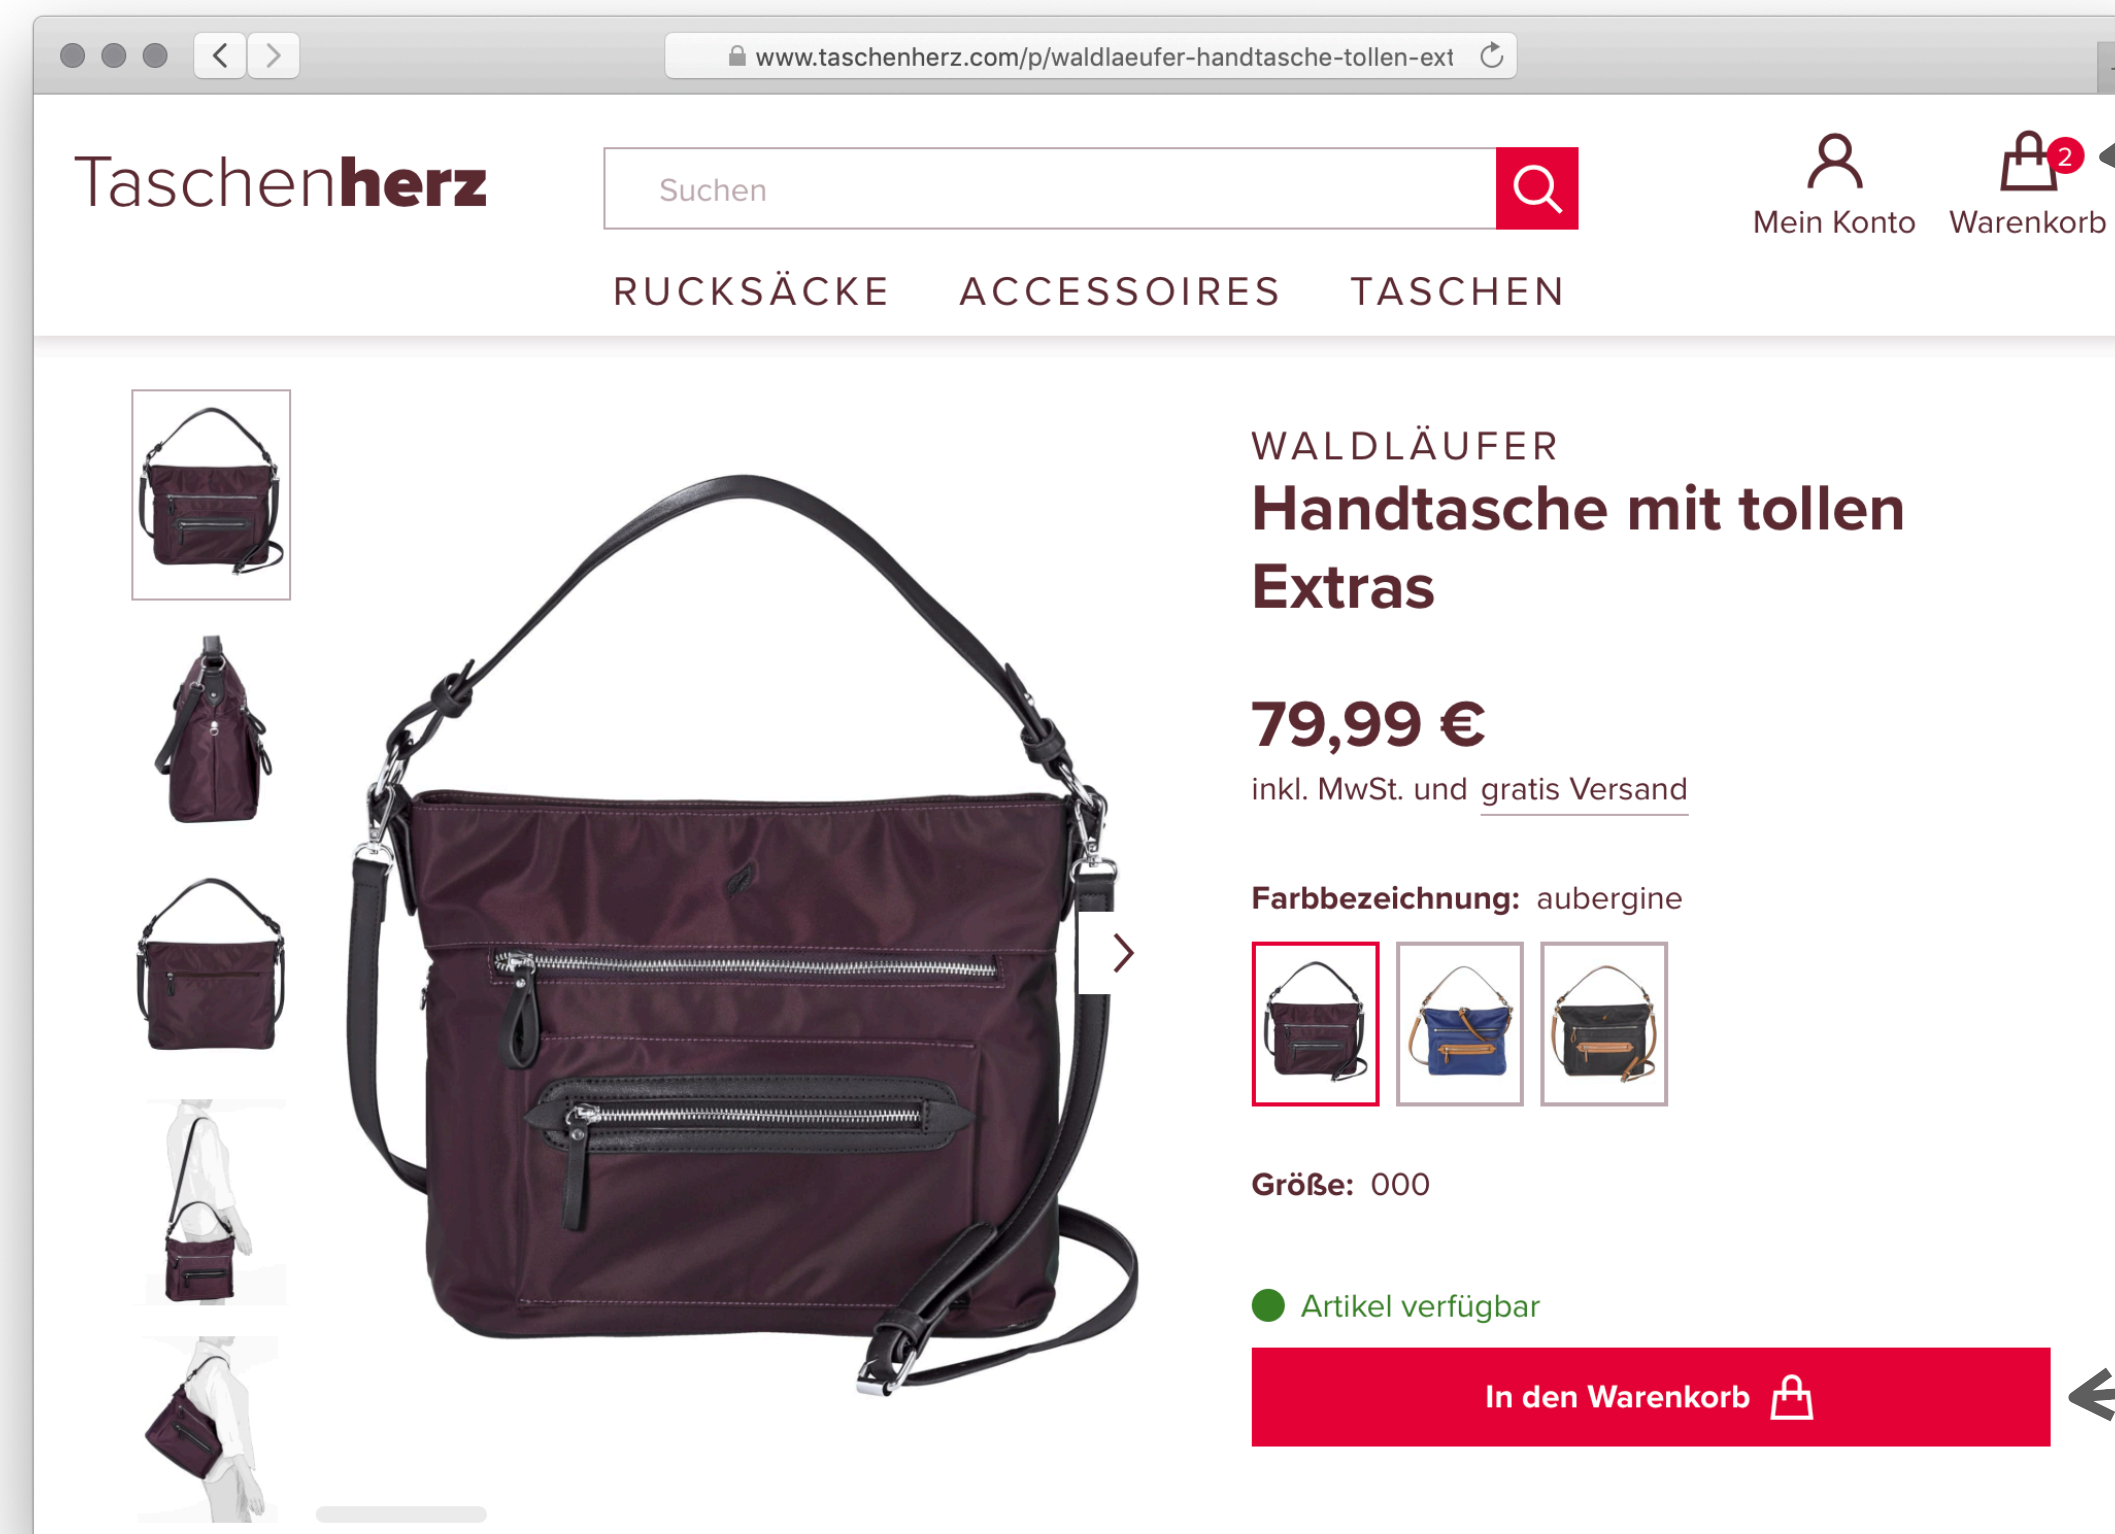 www.taschenherz.com/p/waldlaeufer-handtasche-tollen-ext
Taschenherz
Suchen
2
Mein Konto
Warenkorb
RUCKSÄCKE
ACCESSOIRES
TASCHEN
WALDLÄUFER
Handtasche mit tollen
Extras
79,99 €
inkl. MwSt. und gratis Versand
Farbbezeichnung: aubergine
Größe: 000
Artikel verfügbar
In den Warenkorb